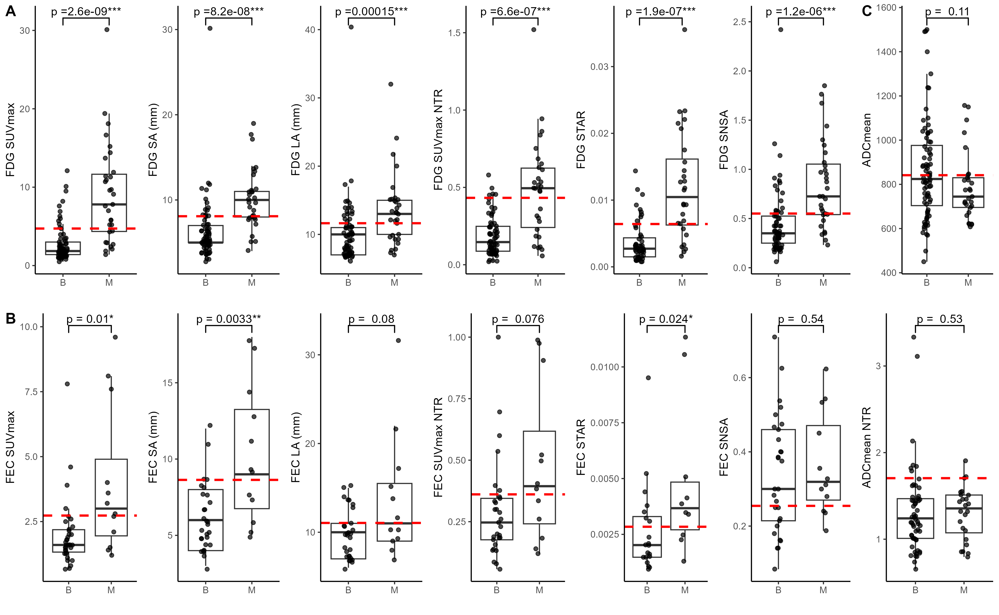 A
p =2.6e-09***
FDG SUVmax
30
20
10
0
B
M
p =8.2e-08***
FDG SA (mm)
30
20
10
B
M
p =0.00015***
FDG LA (mm)
40
30
20
10
B
M
p =6.6e-07***
FDG SUVmax NTR
1.5
1.0
0.5
0.0
B
M
p =1.9e-07***
FDG STAR
0.03
0.02
0.01
0.00
B
M
p =1.2e-06***
FDG SNSA
2.5
2.0
1.5
1.0
0.5
0.0
B
M
C
p = 0.11
ADCmean
1600
1400
1200
1000
800
600
400
B
M
B
p = 0.01*
FEC SUVmax
10.0
7.5
5.0
2.5
B
M
p = 0.0033**
FEC SA (mm)
15
10
5
B
M
p = 0.08
FEC LA (mm)
30
20
10
B
M
p = 0.076
FEC SUVmax NTR
1.00
0.75
0.50
0.25
B
M
p = 0.024*
FEC STAR
0.0100
0.0075
0.0050
0.0025
B
M
p = 0.54
FEC SNSA
0.6
0.4
0.2
B
M
p = 0.53
ADCmean NTR
3
2
1
B
M